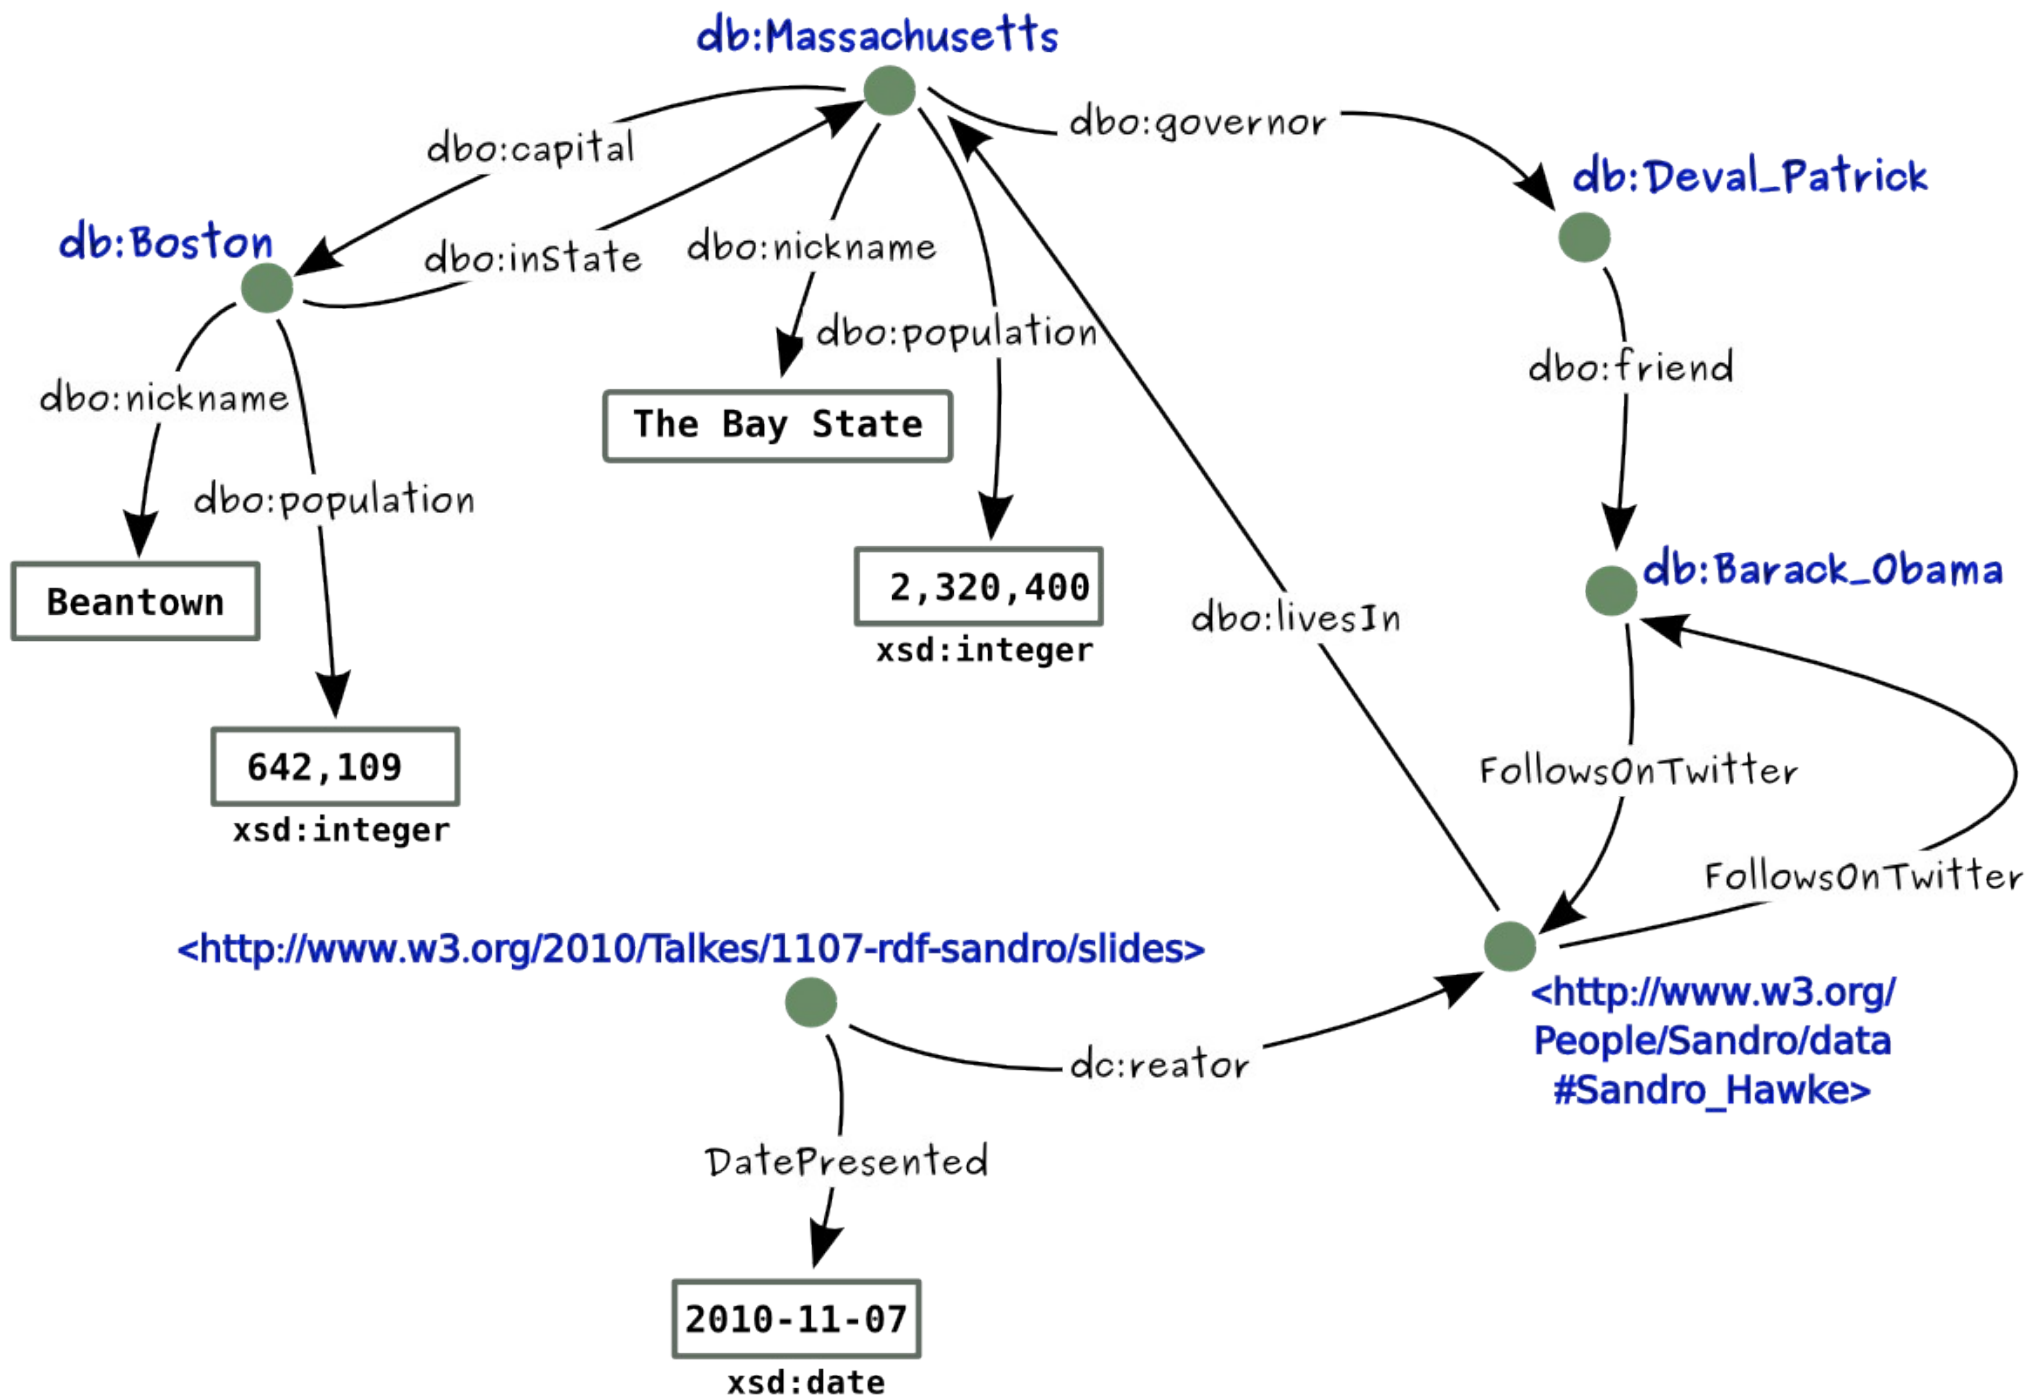 db:Massachusetts
dbo:governor
dbo:capital
db:Deval_Patrick
db:Boston
dbo:inState
dbo:nickname
dbo:population
dbo:friend
dbo:nickname
The Bay State
dbo:population
db:Barack_Obama
2,320,400
xsd:integer
Beantown
dbo:livesIn
642,109
xsd:integer
FollowsOnTwitter
FollowsOnTwitter
<http://www.w3.org/2010/Talkes/1107-rdf-sandro/slides>
<http://www.w3.org/
People/Sandro/data
#Sandro_Hawke>
dc:reator
DatePresented
2010-11-07
xsd:date